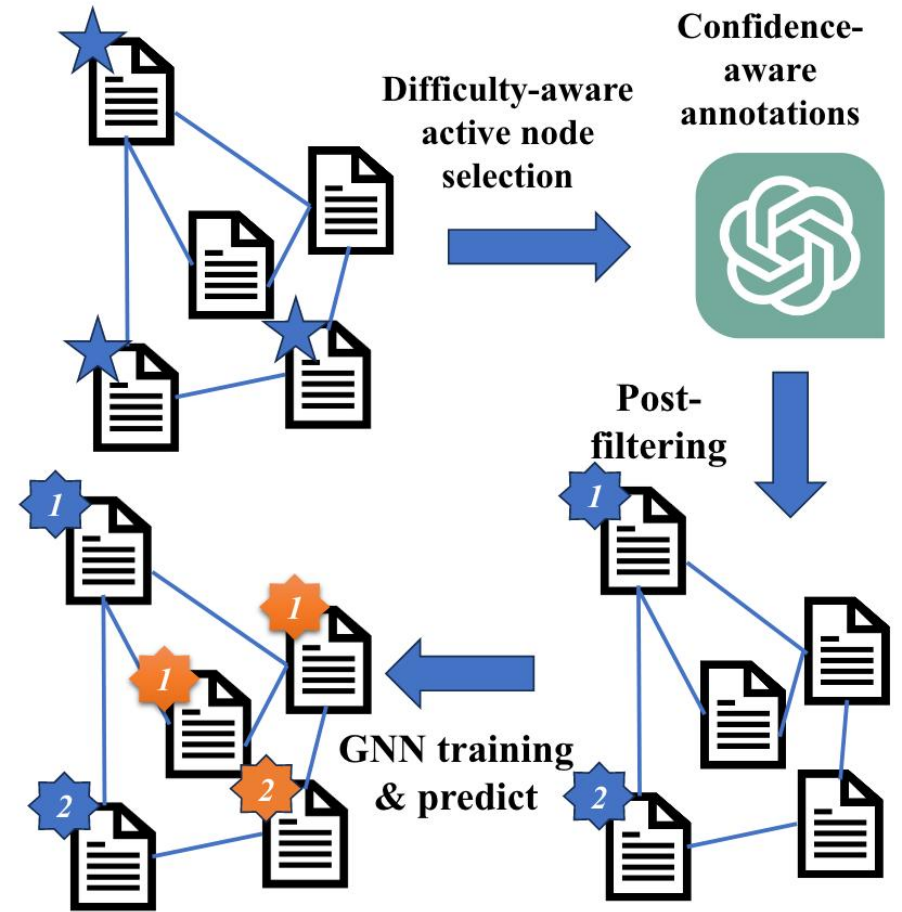 Difficulty-aware
active node
selection
Confidence-
aware
annotations
Post-
filtering
1
2
GNN training
& predict
1
1
1
2
2